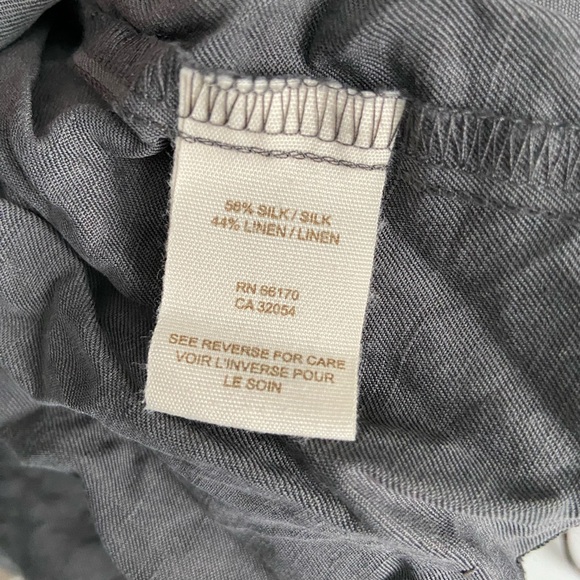 56% SILK / SILK
44% LINEN / LINEN
RN 66170
CA 32054
SEE REVERSE FOR CARE
VOIR L'INVERSE POUR
LE SOIN